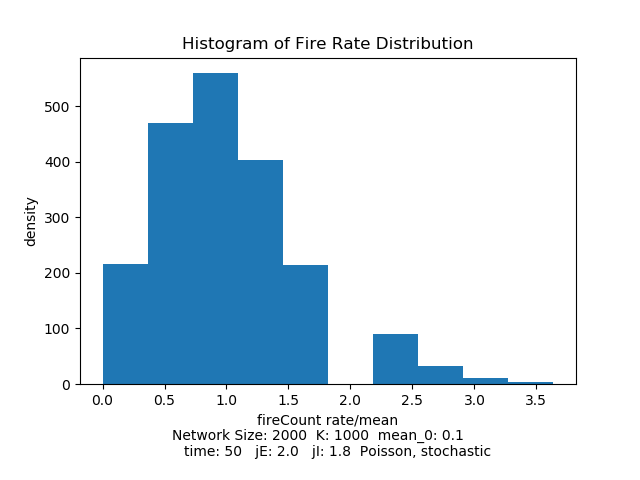 Histogram of Fire Rate Distribution
density
500
400
300
200
100
0
0.0 0.5 1.0 1.5 2.0 2.5 3.0 3.5
fireCount rate/mean
Network Size: 2000 K: 1000 mean_0: 0.1
time: 50 jE: 2.0 jI: 1.8 Poisson, stochastic